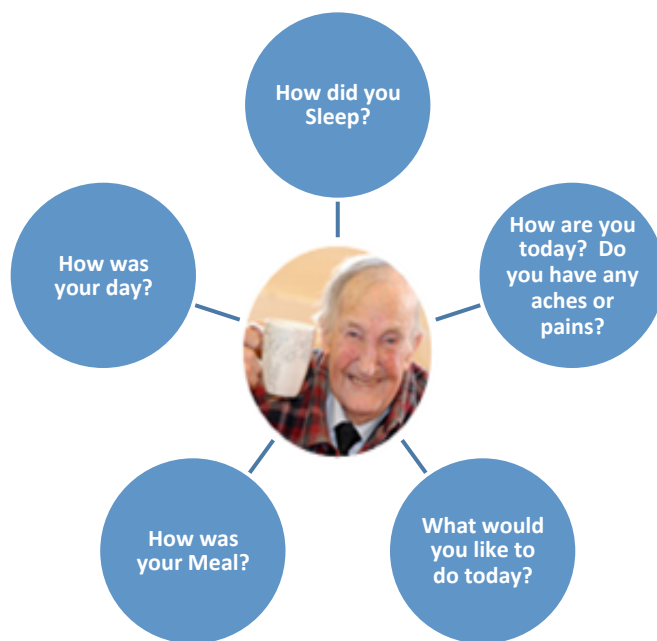 How did you
Sleep?
How are you
today?  Do
you have any
aches or
pains?
What would
you like to
do today?
How was
your Meal?
How was
your day?